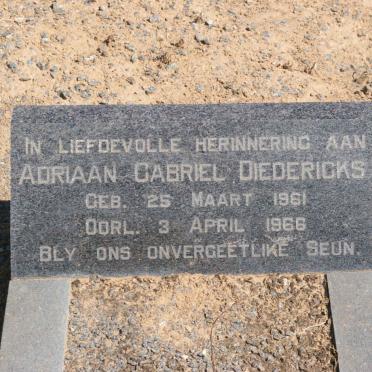 IN LIEFDEVOLLE HERINNERING AAN
ADRIAAN GABRIEL DIEDERICKS
GEB. 25 MAART 1961
OORL. 3 APRIL 1966
BLY ONS ONVERGEETLIKE SEUN.